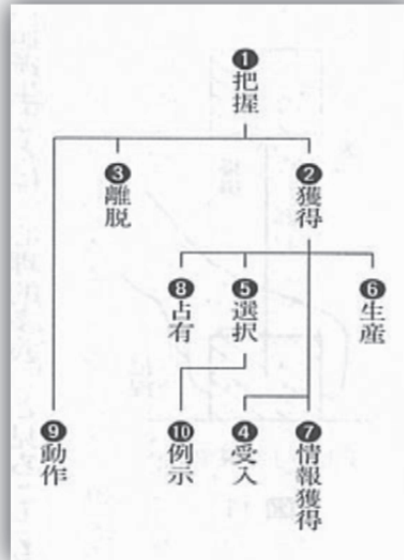 ❶把握
❷獲得
❸離脱
❻生産
❺選択
❽占有
❼情報獲得
❹受入
❿例示
❾動作